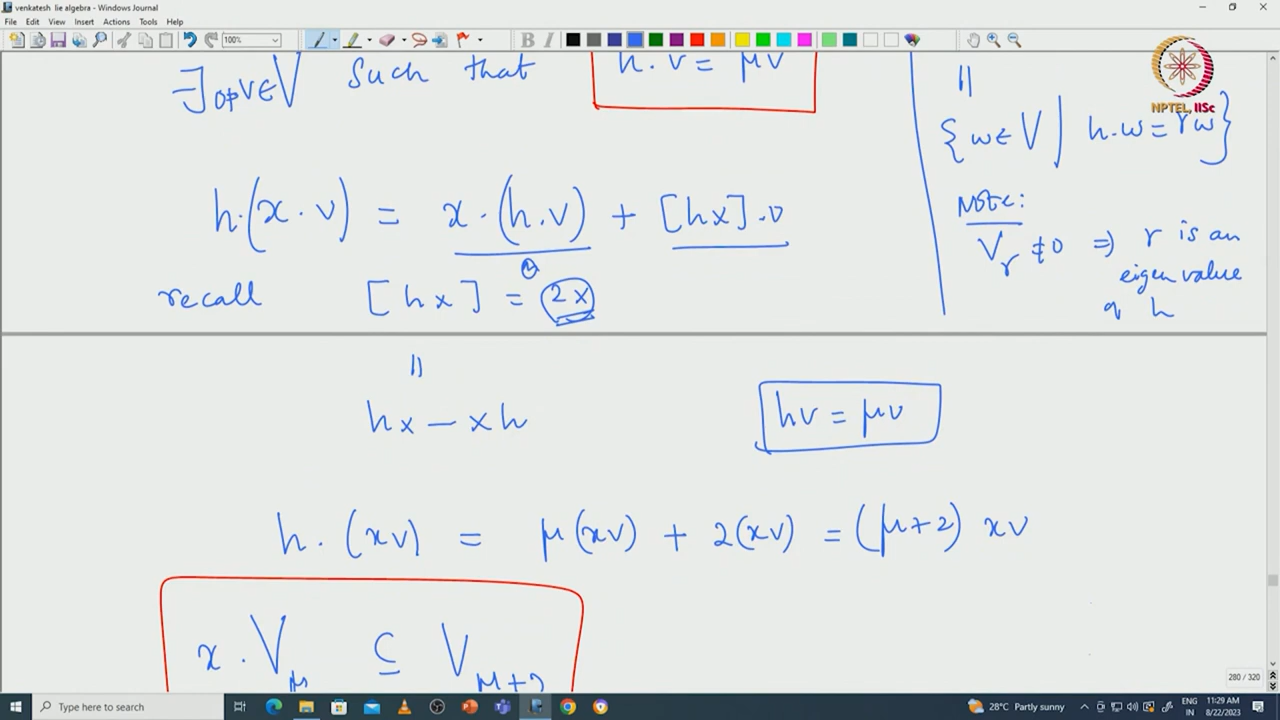 venkatesh lie algebra - Windows Journal
File Edit View Insert Actions Tools Help
100%
∃ 0≠v∈V Such that h.v = μv
NPTEL, IISc
||
{w∈V | h.w = rw}
h.(x.v) = x.(h.v) + [hx].v
Note:
V_r ≠ 0 ⇒ r is an
eigen value
of h
recall [hx] = 2x
||
hx - xh
hv = μv
h.(xv) = μ(xv) + 2(xv) = (μ+2) xv
x.V_μ ⊆ V_μ+2
280 / 320
Type here to search
28°C Partly sunny
ENG
IN
11:29 AM
8/22/2023